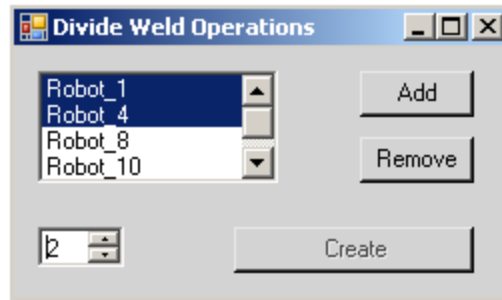 Divide Weld Operations
Robot_1
Robot_4
Robot_8
Robot_10
Add
Remove
2
Create